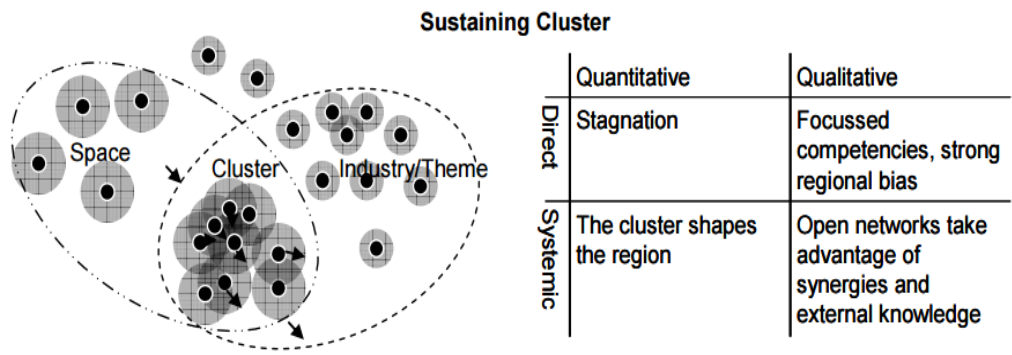 Sustaining Cluster
Space
Cluster
Industry/Theme
Quantitative
Qualitative
Direct
Stagnation
Focussed
competencies, strong
regional bias
Systemic
The cluster shapes
the region
Open networks take
advantage of
synergies and
external knowledge